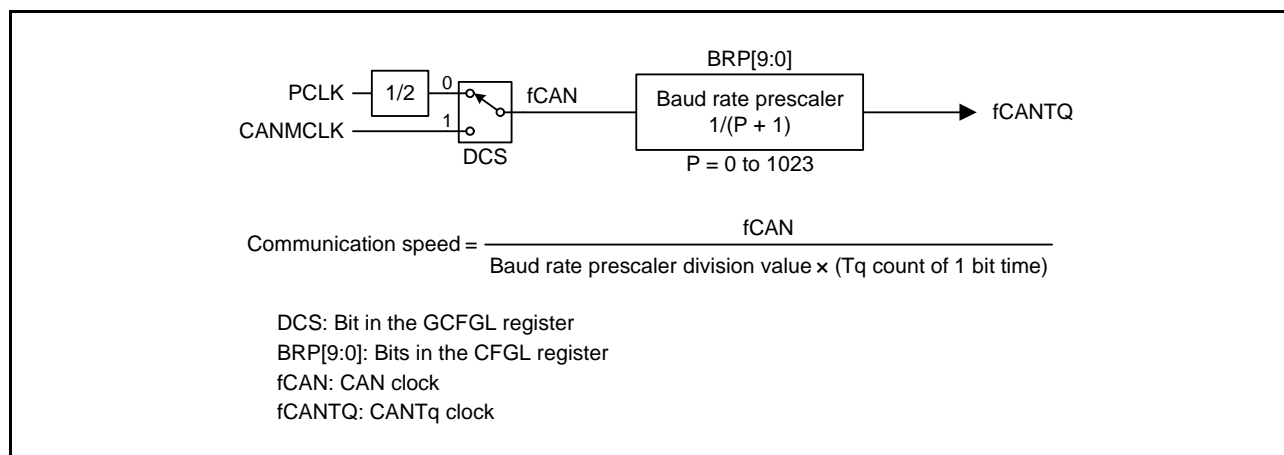 BRP[9:0]
PCLK
1/2
0
fCAN
Baud rate prescaler
1/(P + 1)
fCANTQ
CANMCLK
1
DCS
P = 0 to 1023
Communication speed =
fCAN
Baud rate prescaler division value × (Tq count of 1 bit time)
DCS: Bit in the GCFGL register
BRP[9:0]: Bits in the CFGL register
fCAN: CAN clock
fCANTQ: CANTq clock